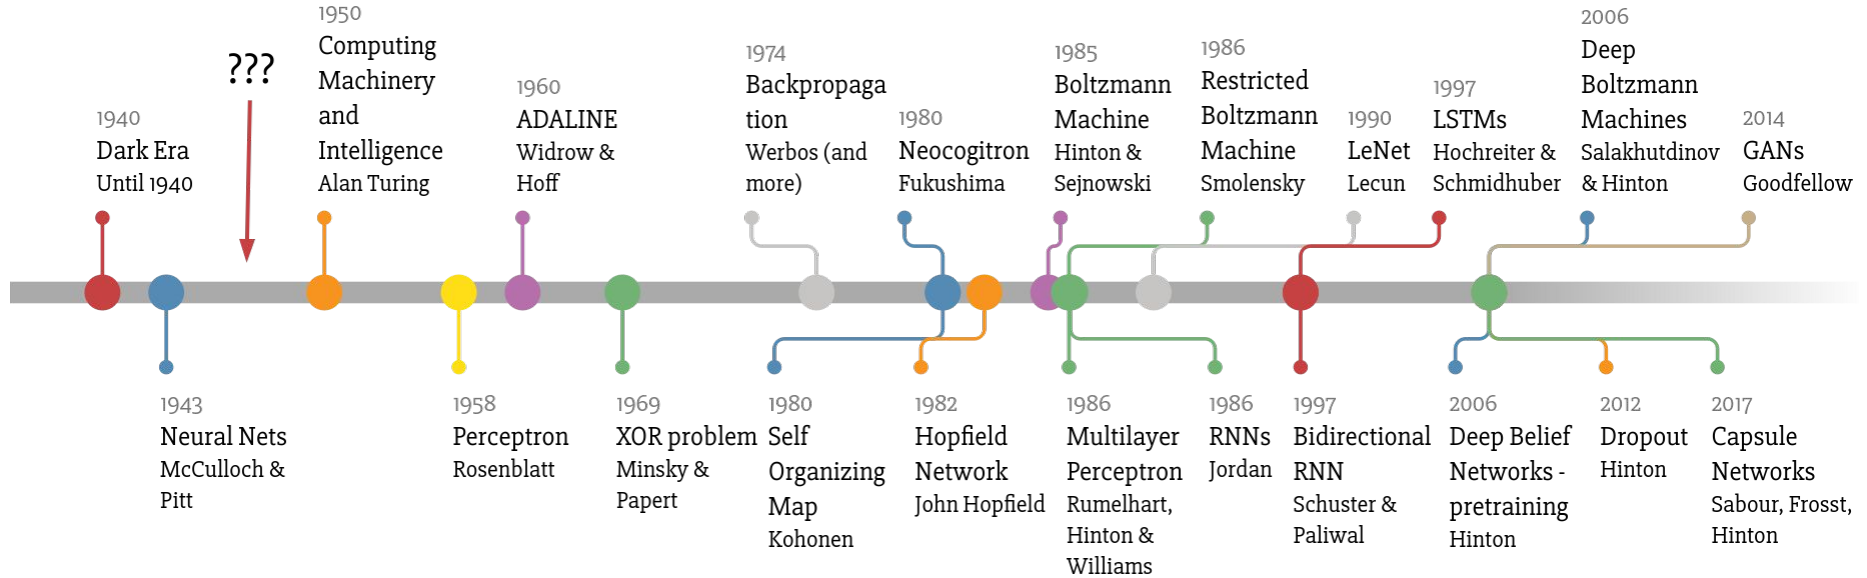 ???
1940
Dark Era
Until 1940
1950
Computing
Machinery
and
Intelligence
Alan Turing
1960
ADALINE
Widrow &
Hoff
1974
Backpropaga
tion
Werbos (and
more)
1980
Neocogitron
Fukushima
1985
Boltzmann
Machine
Hinton &
Sejnowski
1986
Restricted
Boltzmann
Machine
Smolensky
1990
LeNet
Lecun
1997
LSTMs
Hochreiter &
Schmidhuber
2006
Deep
Boltzmann
Machines
Salakhutdinov
& Hinton
2014
GANs
Goodfellow
1943
Neural Nets
McCulloch &
Pitt
1958
Perceptron
Rosenblatt
1969
XOR problem
Minsky &
Papert
1980
Self
Organizing
Map
Kohonen
1982
Hopfield
Network
John Hopfield
1986
Multilayer
Perceptron
Rumelhart,
Hinton &
Williams
1986
RNNs
Jordan
1997
Bidirectional
RNN
Schuster &
Paliwal
2006
Deep Belief
Networks -
pretraining
Hinton
2012
Dropout
Hinton
2017
Capsule
Networks
Sabour, Frosst,
Hinton